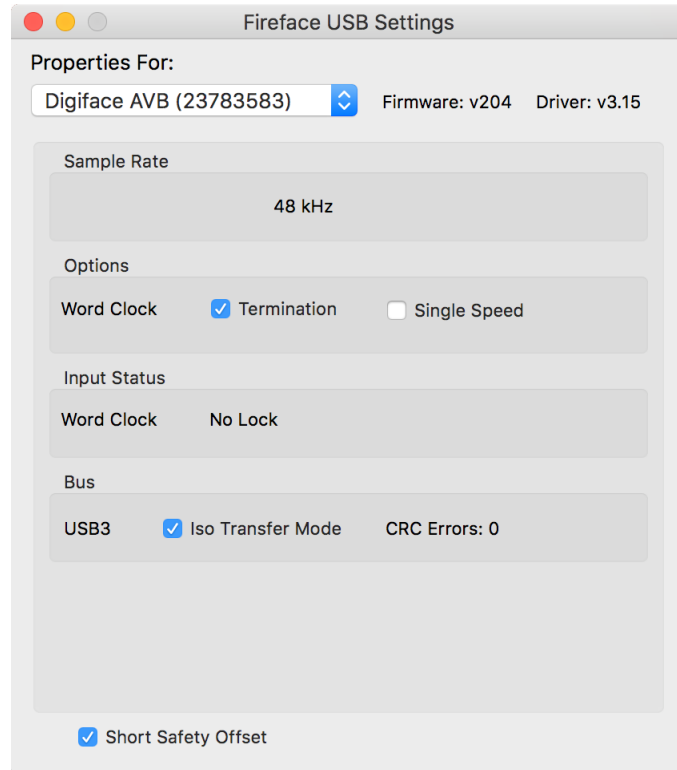 Fireface USB Settings
Properties For:
Digiface AVB (23783583) Firmware: v204 Driver: v3.15
Sample Rate
48 kHz
Options
Word Clock Termination Single Speed
Input Status
Word Clock No Lock
Bus
USB3 Iso Transfer Mode CRC Errors: 0
Short Safety Offset